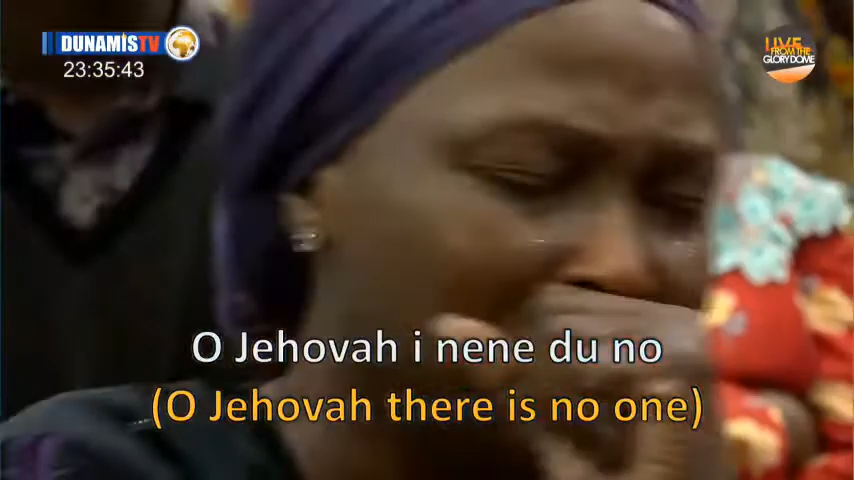 DUNAMIS TV
23:35:43
LIVE
FROM THE
GLORY DOME
O Jehovah i nene du no
(O Jehovah there is no one)